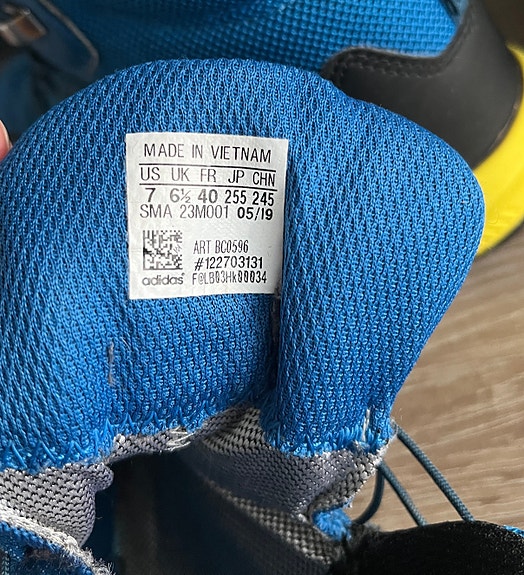 MADE IN VIETNAM
US UK FR JP CHN
7 6½ 40 255 245
SMA 23M001 05/19
ART BC0596
#122703131
adidas® F@LB03Hk00034